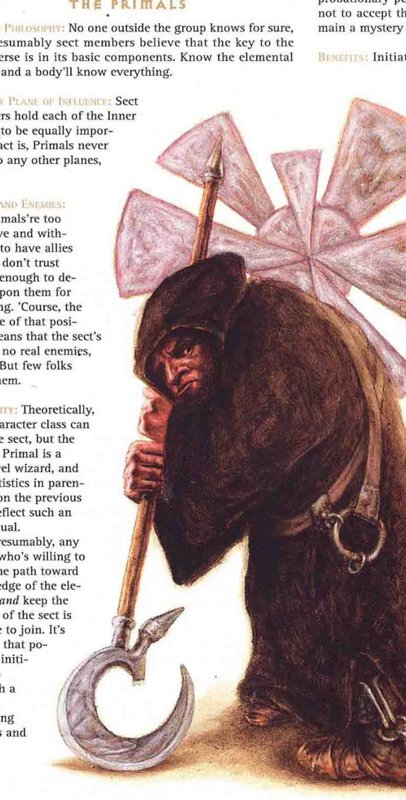 THE PRIMALS
PHILOSOPHY: No one outside the group knows for sure,
esumably sect members believe that the key to the
erse is in its basic components. Know the elemental
and a body'll know everything.
PLANE OF INFLUENCE: Sect
rs hold each of the Inner
to be equally impor-
act is, Primals never
o any other planes,
AND ENEMIES:
mals're too
ve and with-
to have allies
don't trust
enough to de-
pon them for
ng. 'Course, the
e of that posi-
eans that the sect's
no real enemies,
But few folks
em.
ITY: Theoretically,
aracter class can
e sect, but the
Primal is a
el wizard, and
tistics in paren-
on the previous
eflect such an
ual.
resumably, any
who's willing to
he path toward
edge of the ele-
and keep the
of the sect is
e to join. It's
that po-
initi-
h a
ng
s and
not to accept th
main a mystery
BENEFITS: Initiat